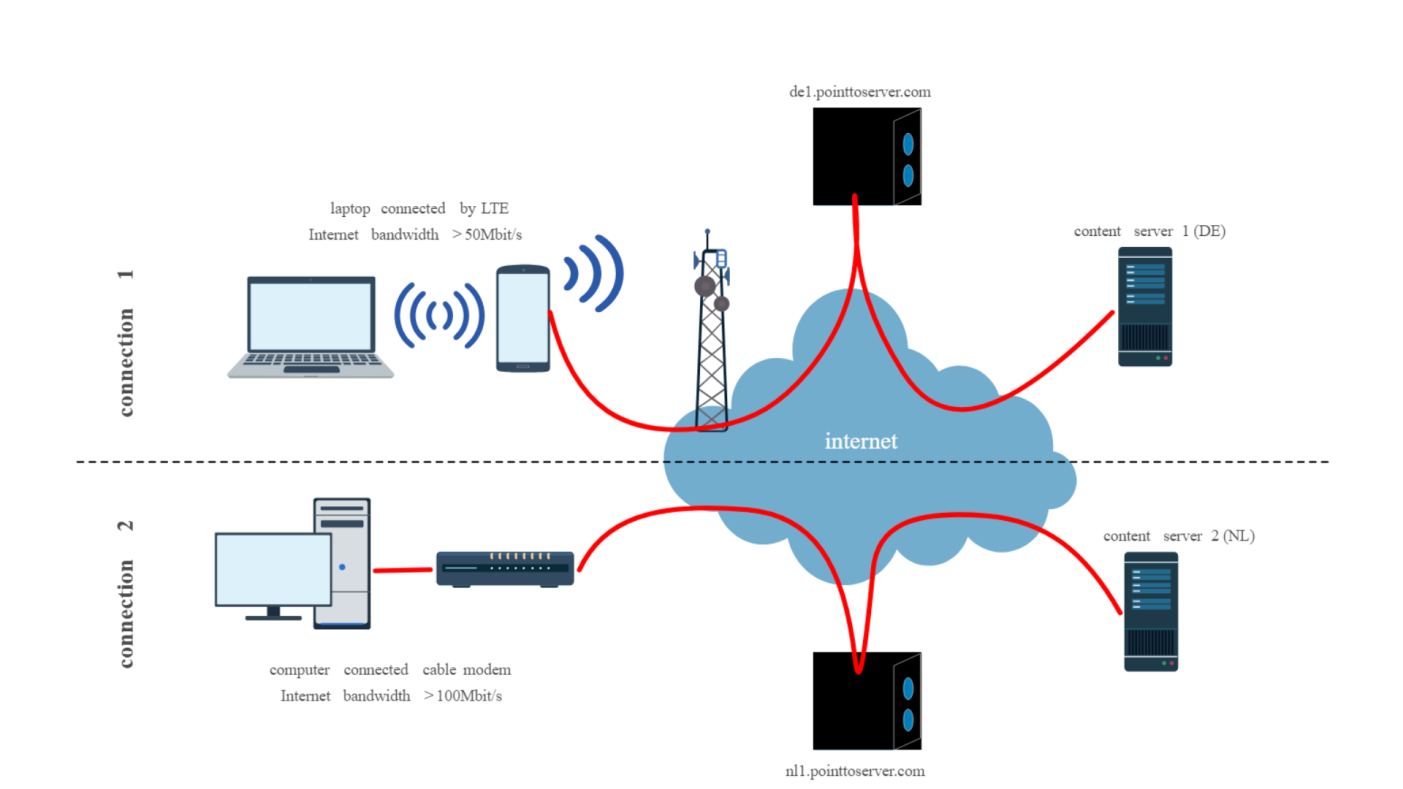 de1.pointtoserver.com
laptop connected by LTE
Internet bandwidth >50Mbit/s
content server 1 (DE)
connection 1
internet
connection 2
content server 2 (NL)
computer connected cable modem
Internet bandwidth >100Mbit/s
nl1.pointtoserver.com